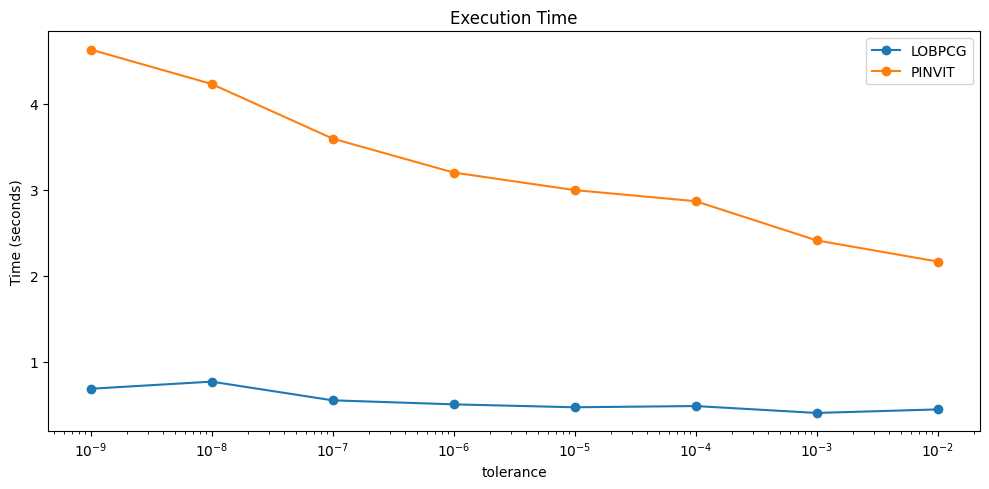 Execution Time
LOBPCG
PINVIT
Time (seconds)
4
3
2
1
10⁻⁹ 10⁻⁸ 10⁻⁷ 10⁻⁶ 10⁻⁵ 10⁻⁴ 10⁻³ 10⁻²
tolerance